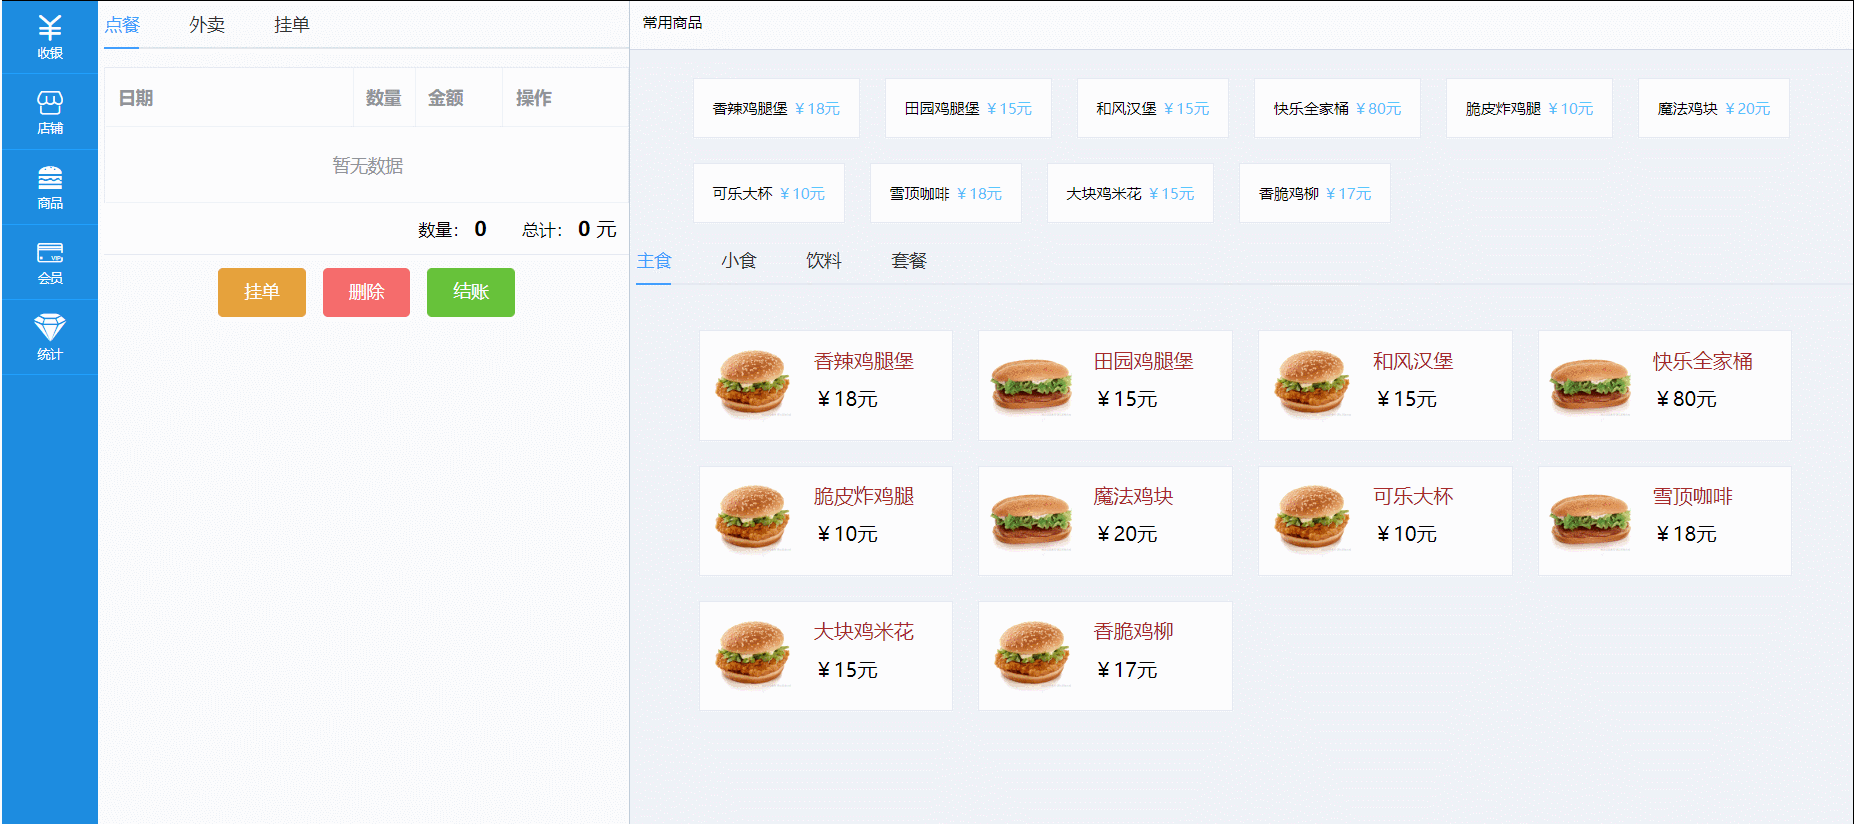 收银
店铺
商品
VIP
会员
统计
点餐 外卖 挂单
日期 数量 金额 操作
暂无数据
数量： 0 总计： 0 元
挂单 删除 结账
常用商品
香辣鸡腿堡 ￥18元 田园鸡腿堡 ￥15元 和风汉堡 ￥15元 快乐全家桶 ￥80元 脆皮炸鸡腿 ￥10元 魔法鸡块 ￥20元
可乐大杯 ￥10元 雪顶咖啡 ￥18元 大块鸡米花 ￥15元 香脆鸡柳 ￥17元
主食 小食 饮料 套餐
香辣鸡腿堡 田园鸡腿堡 和风汉堡 快乐全家桶
￥18元 ￥15元 ￥15元 ￥80元
脆皮炸鸡腿 魔法鸡块 可乐大杯 雪顶咖啡
￥10元 ￥20元 ￥10元 ￥18元
大块鸡米花 香脆鸡柳
￥15元 ￥17元